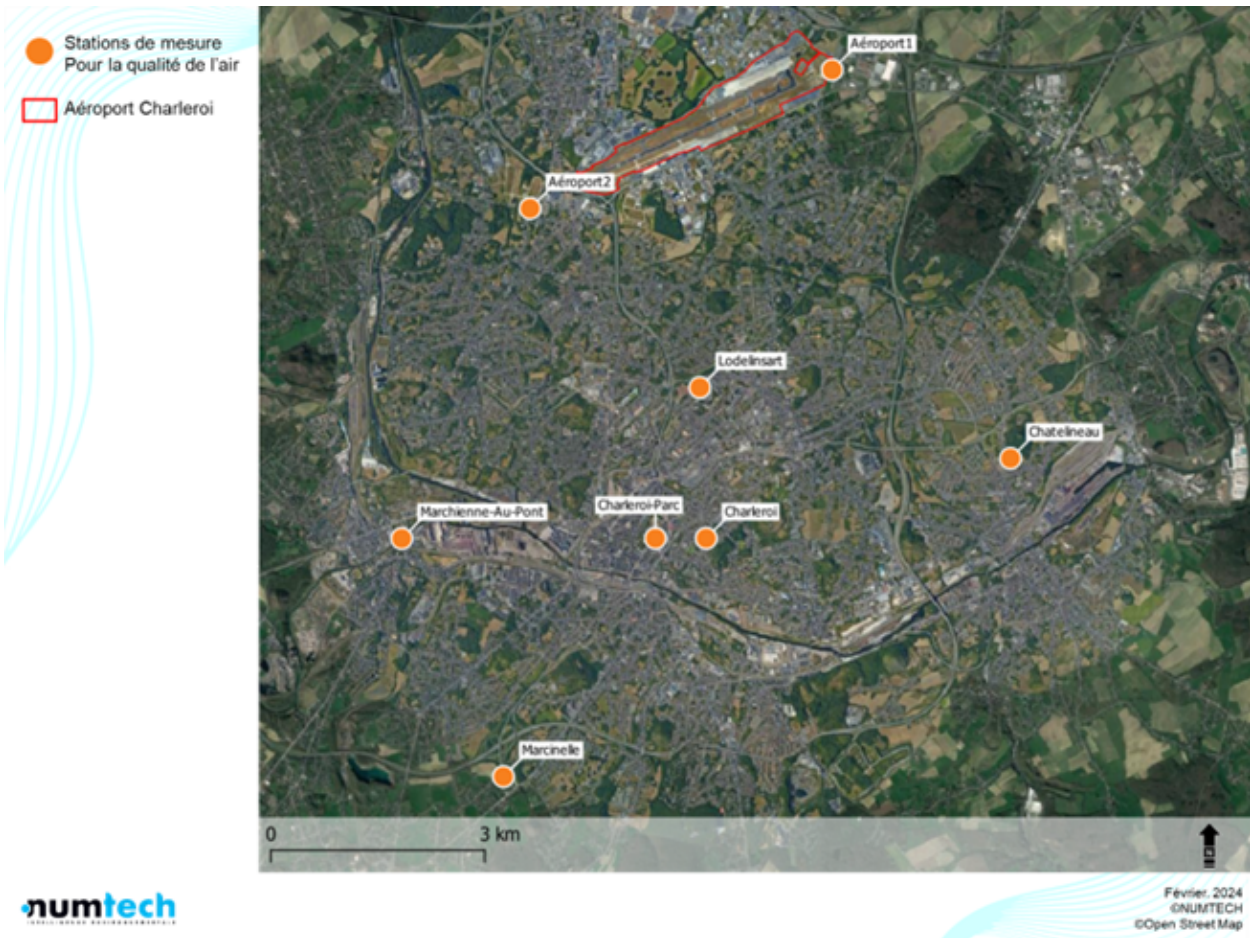 Stations de mesure
Pour la qualité de l'air
Aéroport Charleroi
Aéroport1
Aéroport2
Lodelinsart
Chatelineau
Marchienne-Au-Pont
Charleroi-Parc
Charleroi
Marcinelle
0 3 km
numtech
Février. 2024
©NUMTECH
©Open Street Map